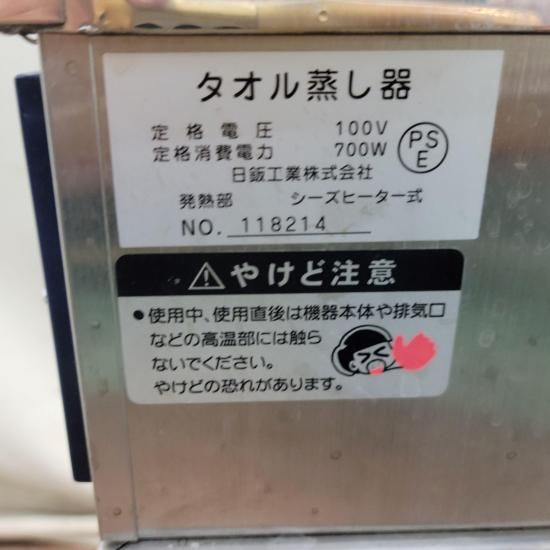 タオル蒸し器
定格電圧 100V
定格消費電力 700W
PSE
日鈑工業株式会社
発熱部 シーズヒーター式
NO. 118214
やけど注意
●使用中、使用直後は機器本体や排気口
などの高温部には触ら
ないでください。
やけどの恐れがあります。